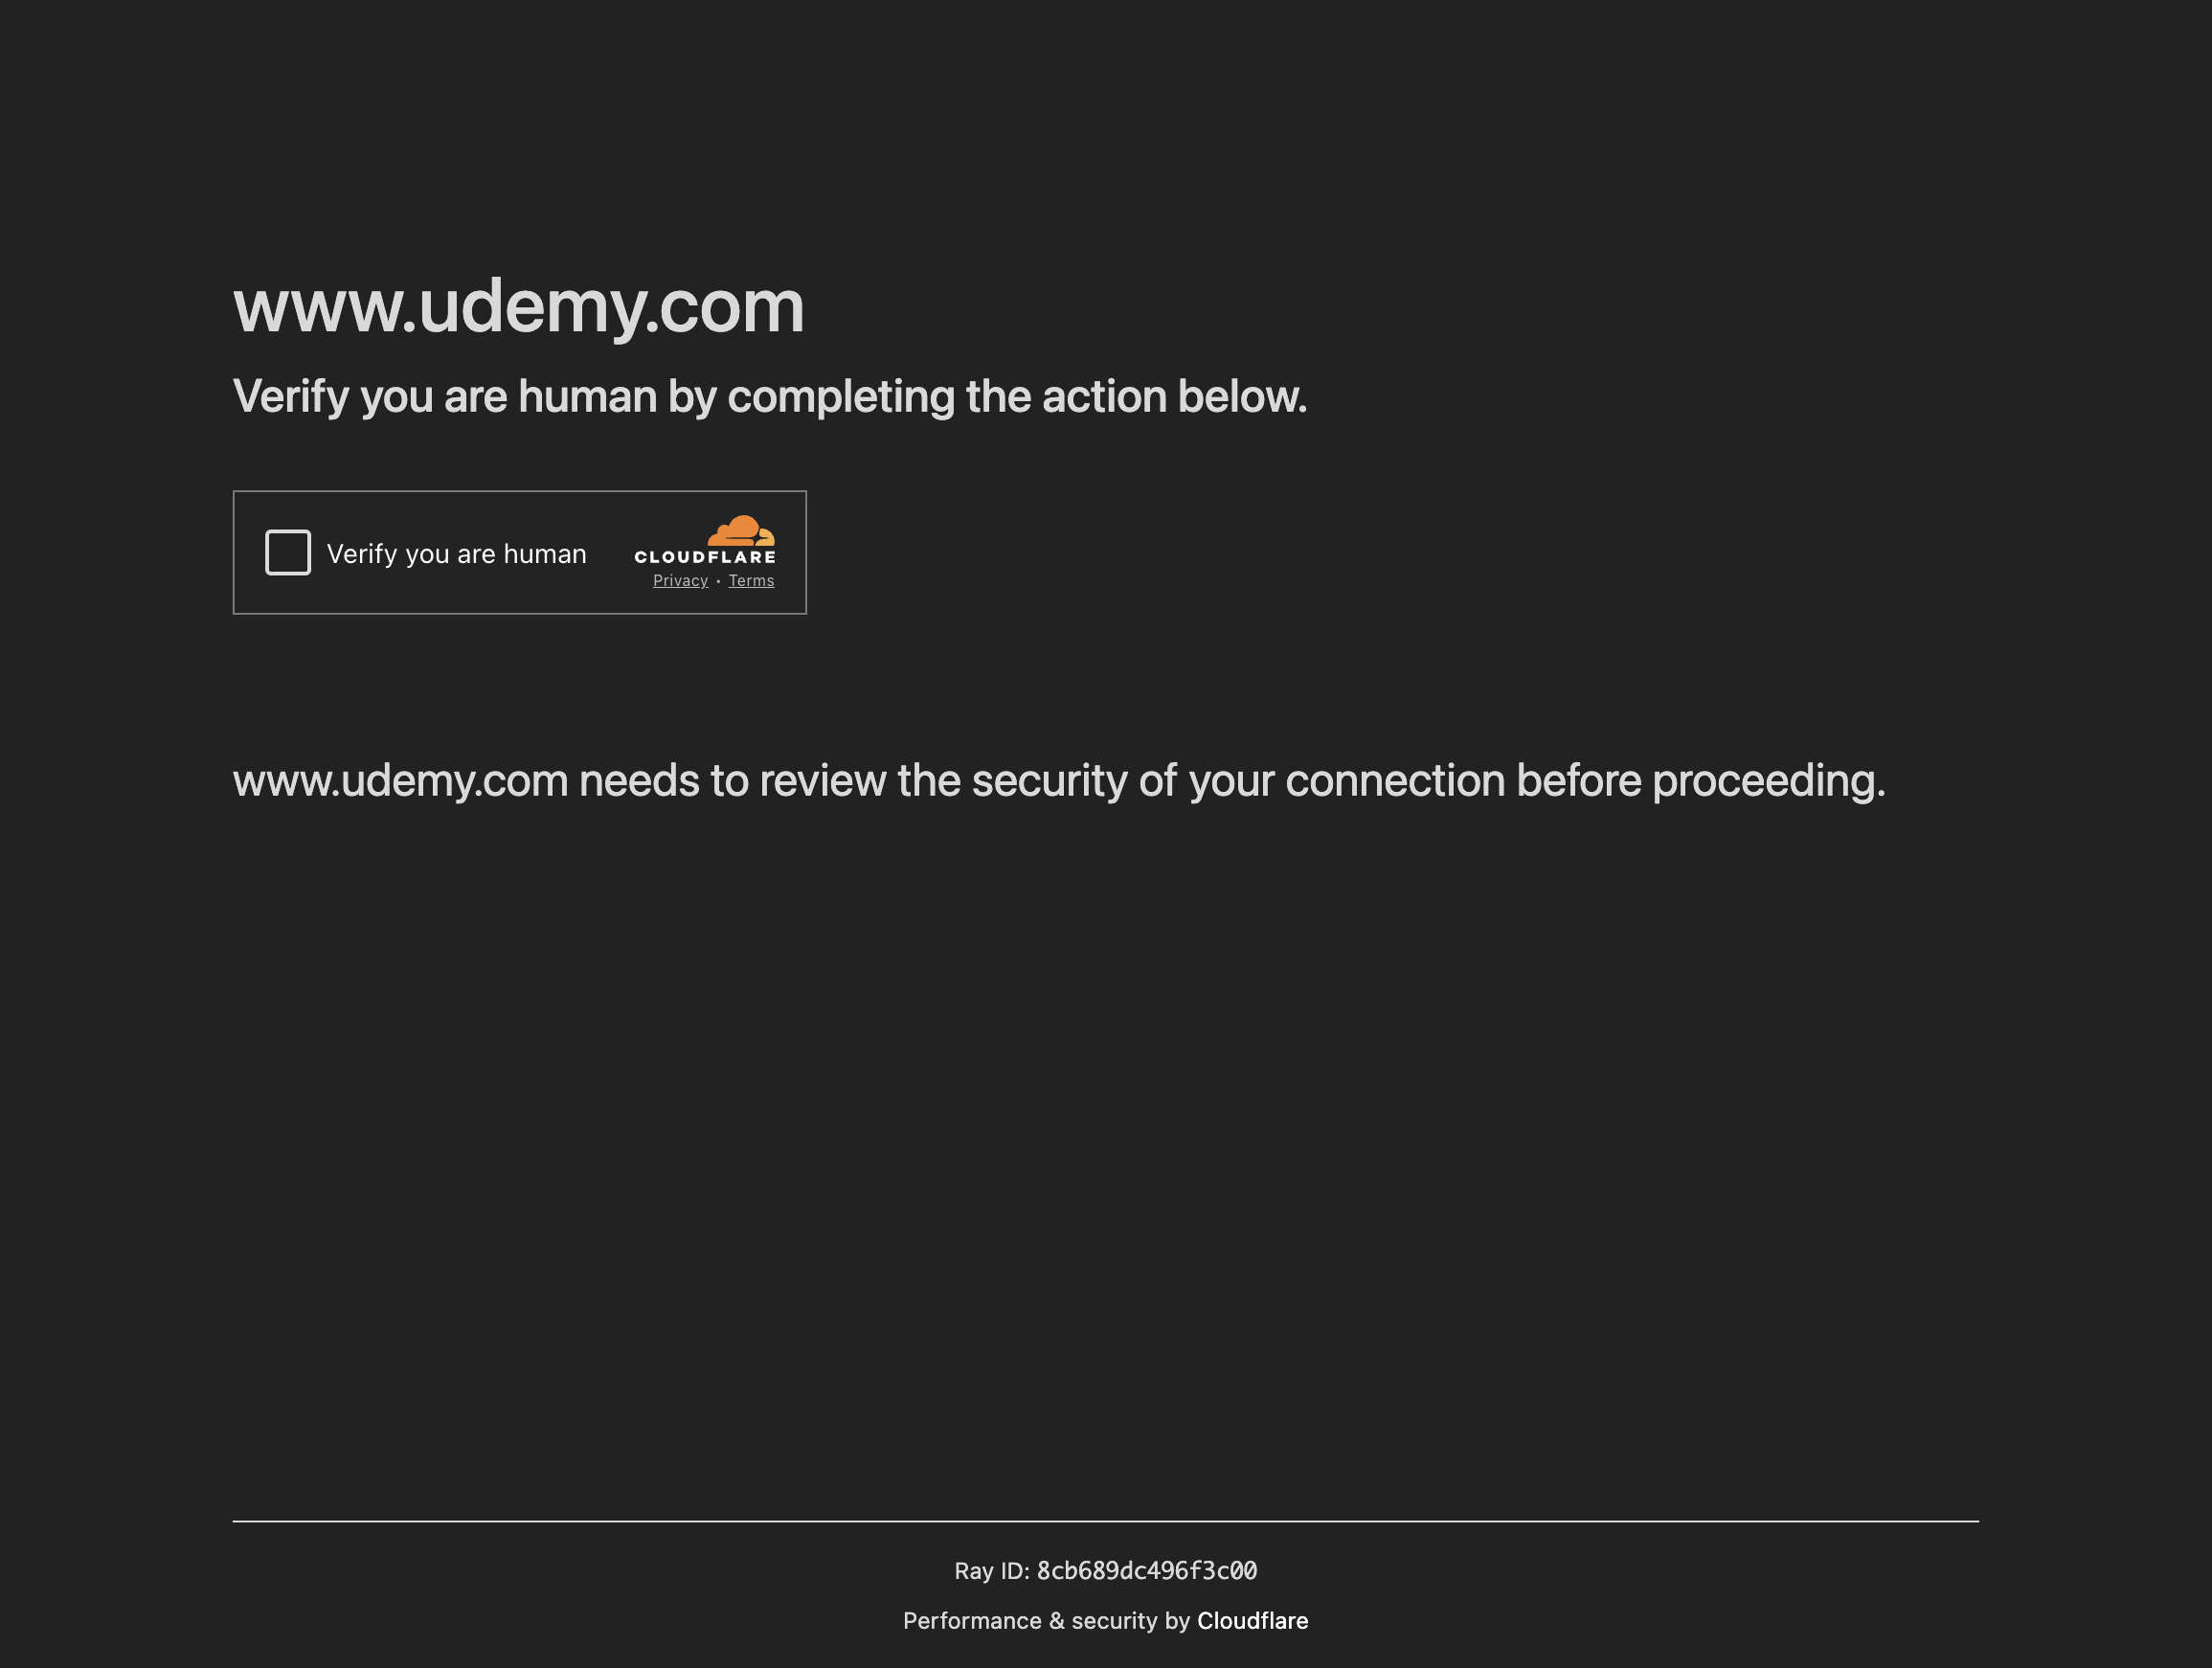 www.udemy.com
Verify you are human by completing the action below.
Verify you are human
CLOUDFLARE
Privacy • Terms
www.udemy.com needs to review the security of your connection before proceeding.
Ray ID: 8cb689dc496f3c00
Performance & security by Cloudflare